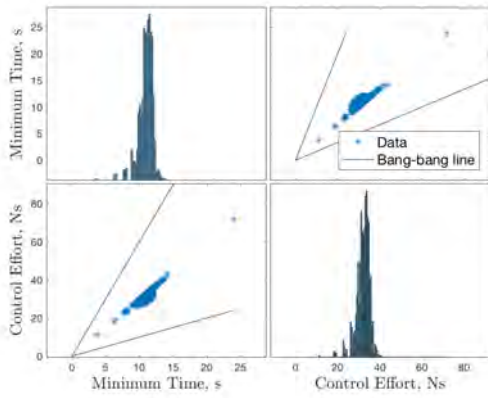 Minimum Time, s
25
20
15
10
5
0
Data
Bang-bang line
Control Effort, Ns
80
60
40
20
0
0 5 10 15 20 25 0 20 40 60 80
Minimum Time, s Control Effort, Ns